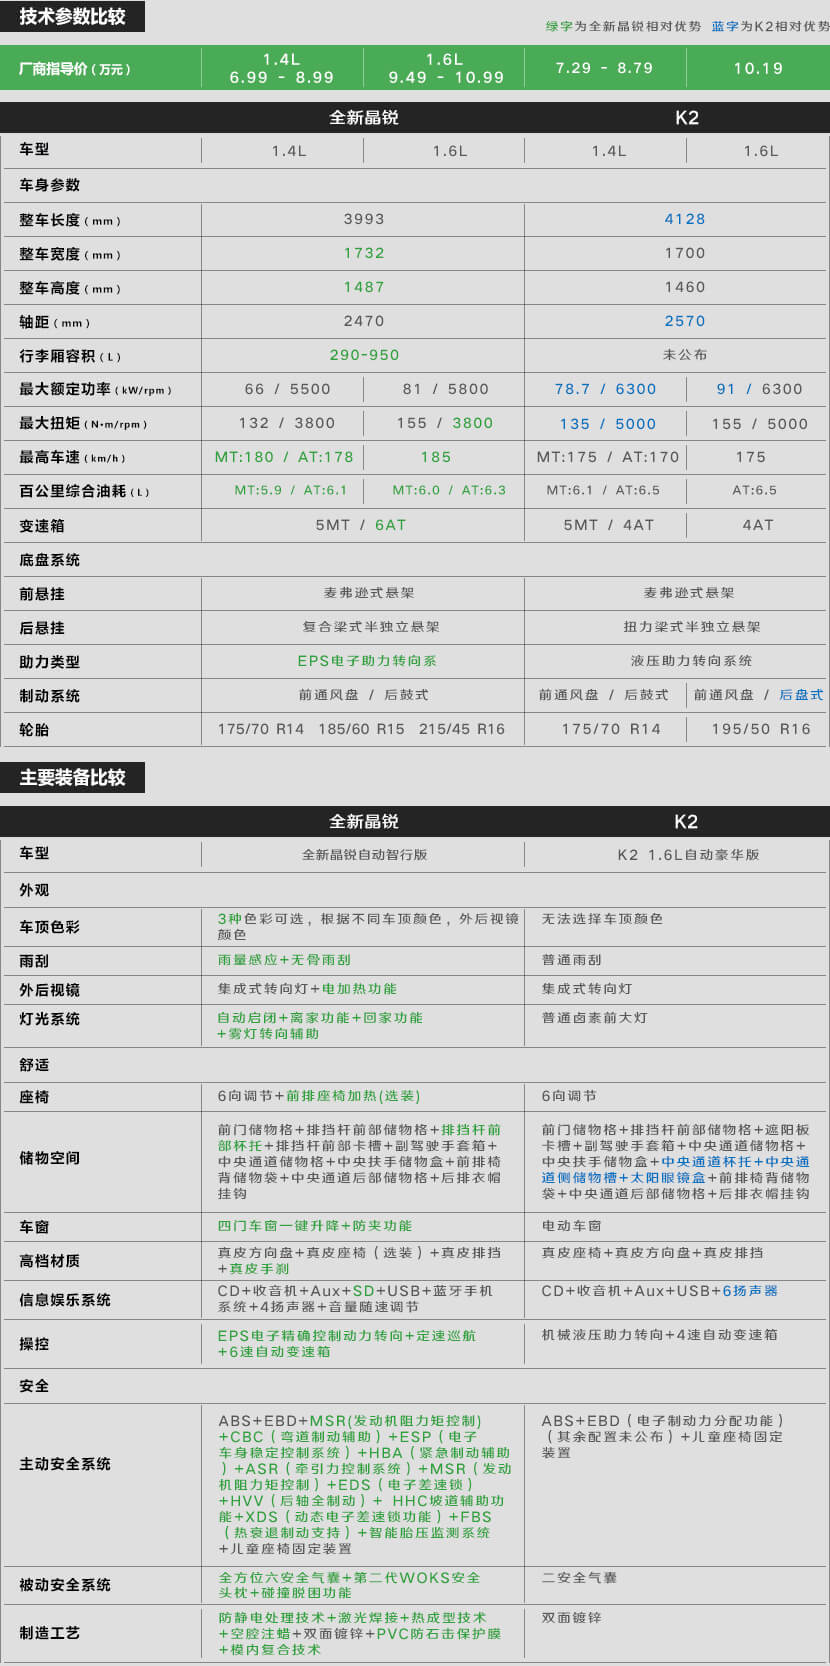 技术参数比较
绿字为全新晶锐相对优势 蓝字为K2相对优势
厂商指导价（万元） 1.4L 6.99 - 8.99 1.6L 9.49 - 10.99 7.29 - 8.79 10.19
全新晶锐 K2
车型 1.4L 1.6L 1.4L 1.6L
车身参数
整车长度（mm） 3993 4128
整车宽度（mm） 1732 1700
整车高度（mm） 1487 1460
轴距（mm） 2470 2570
行李厢容积（L） 290-950 未公布
最大额定功率（kW/rpm） 66 / 5500 81 / 5800 78.7 / 6300 91 / 6300
最大扭矩（N·m/rpm） 132 / 3800 155 / 3800 135 / 5000 155 / 5000
最高车速（km/h） MT:180 / AT:178 185 MT:175 / AT:170 175
百公里综合油耗（L） MT:5.9 / AT:6.1 MT:6.0 / AT:6.3 MT:6.1 / AT:6.5 AT:6.5
变速箱 5MT / 6AT 5MT / 4AT 4AT
底盘系统
前悬挂 麦弗逊式悬架 麦弗逊式悬架
后悬挂 复合梁式半独立悬架 扭力梁式半独立悬架
助力类型 EPS电子助力转向系 液压助力转向系统
制动系统 前通风盘 / 后鼓式 前通风盘 / 后鼓式 前通风盘 / 后盘式
轮胎 175/70 R14 185/60 R15 215/45 R16 175/70 R14 195/50 R16
主要装备比较
全新晶锐 K2
车型 全新晶锐自动智行版 K2 1.6L自动豪华版
外观
车顶色彩 3种色彩可选，根据不同车顶颜色，外后视镜
颜色 无法选择车顶颜色
雨刮 雨量感应+无骨雨刮 普通雨刮
外后视镜 集成式转向灯+电加热功能 集成式转向灯
灯光系统 自动启闭+离家功能+回家功能
+雾灯转向辅助 普通卤素前大灯
舒适
座椅 6向调节+前排座椅加热(选装) 6向调节
储物空间 前门储物格+排挡杆前部储物格+排挡杆前
部杯托+排挡杆前部卡槽+副驾驶手套箱+
中央通道储物格+中央扶手储物盒+前排椅
背储物袋+中央通道后部储物格+后排衣帽
挂钩
前门储物格+排挡杆前部储物格+遮阳板
卡槽+副驾驶手套箱+中央通道储物格+
中央扶手储物盒+中央通道杯托+中央通
道侧储物槽+太阳眼镜盒+前排椅背储物
袋+中央通道后部储物格+后排衣帽挂钩
车窗 四门车窗一键升降+防夹功能 电动车窗
高档材质 真皮方向盘+真皮座椅（选装）+真皮排挡
+真皮手刹 真皮座椅+真皮方向盘+真皮排挡
信息娱乐系统 CD+收音机+Aux+SD+USB+蓝牙手机
系统+4扬声器+音量随速调节 CD+收音机+Aux+USB+6扬声器
操控 EPS电子精确控制动力转向+定速巡航
+6速自动变速箱 机械液压助力转向+4速自动变速箱
安全
主动安全系统 ABS+EBD+MSR(发动机阻力矩控制)
+CBC（弯道制动辅助）+ESP（电子
车身稳定控制系统）+HBA（紧急制动辅助
）+ASR（牵引力控制系统）+MSR（发动
机阻力矩控制）+EDS（电子差速锁）
+HVV（后轴全制动）+ HHC坡道辅助功
能+XDS（动态电子差速锁功能）+FBS
（热衰退制动支持）+智能胎压监测系统
+儿童座椅固定装置
ABS+EBD（电子制动力分配功能）
（其余配置未公布）+儿童座椅固定
装置
被动安全系统 全方位六安全气囊+第二代WOKS安全
头枕+碰撞脱困功能 二安全气囊
制造工艺 防静电处理技术+激光焊接+热成型技术
+空腔注蜡+双面镀锌+PVC防石击保护膜
+模内复合技术 双面镀锌